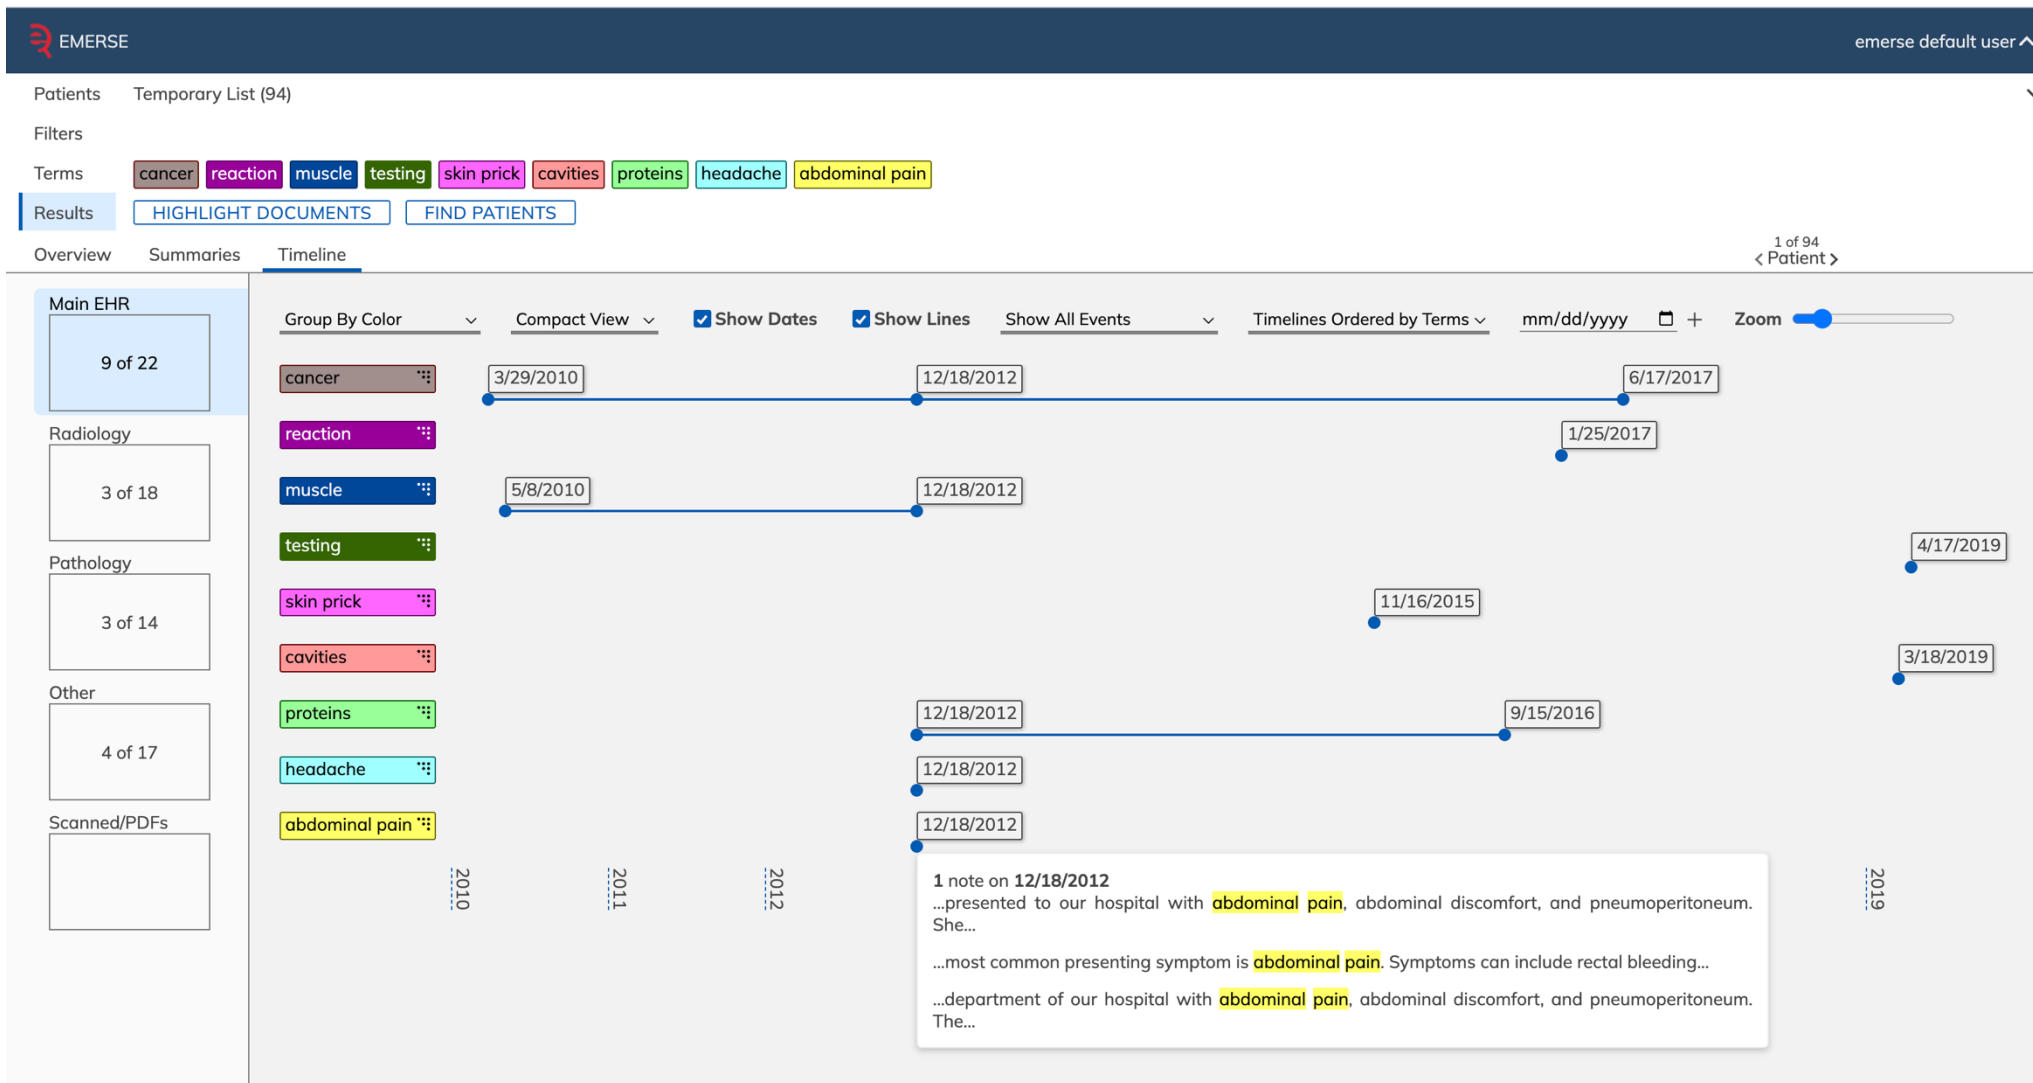 EMERSE
emerse default user
Patients Temporary List (94)
Filters
Terms cancer reaction muscle testing skin prick cavities proteins headache abdominal pain
Results HIGHLIGHT DOCUMENTS FIND PATIENTS
Overview Summaries Timeline
1 of 94
Patient
Main EHR
9 of 22
Radiology
3 of 18
Pathology
3 of 14
Other
4 of 17
Scanned/PDFs
Group By Color Compact View Show Dates Show Lines Show All Events Timelines Ordered by Terms mm/dd/yyyy + Zoom
cancer 3/29/2010 12/18/2012 6/17/2017
reaction 1/25/2017
muscle 5/8/2010 12/18/2012
testing 4/17/2019
skin prick 11/16/2015
cavities 3/18/2019
proteins 12/18/2012 9/15/2016
headache 12/18/2012
abdominal pain 12/18/2012
2010 2011 2012 2019
1 note on 12/18/2012
...presented to our hospital with abdominal pain, abdominal discomfort, and pneumoperitoneum.
She...
...most common presenting symptom is abdominal pain. Symptoms can include rectal bleeding...
...department of our hospital with abdominal pain, abdominal discomfort, and pneumoperitoneum.
The...